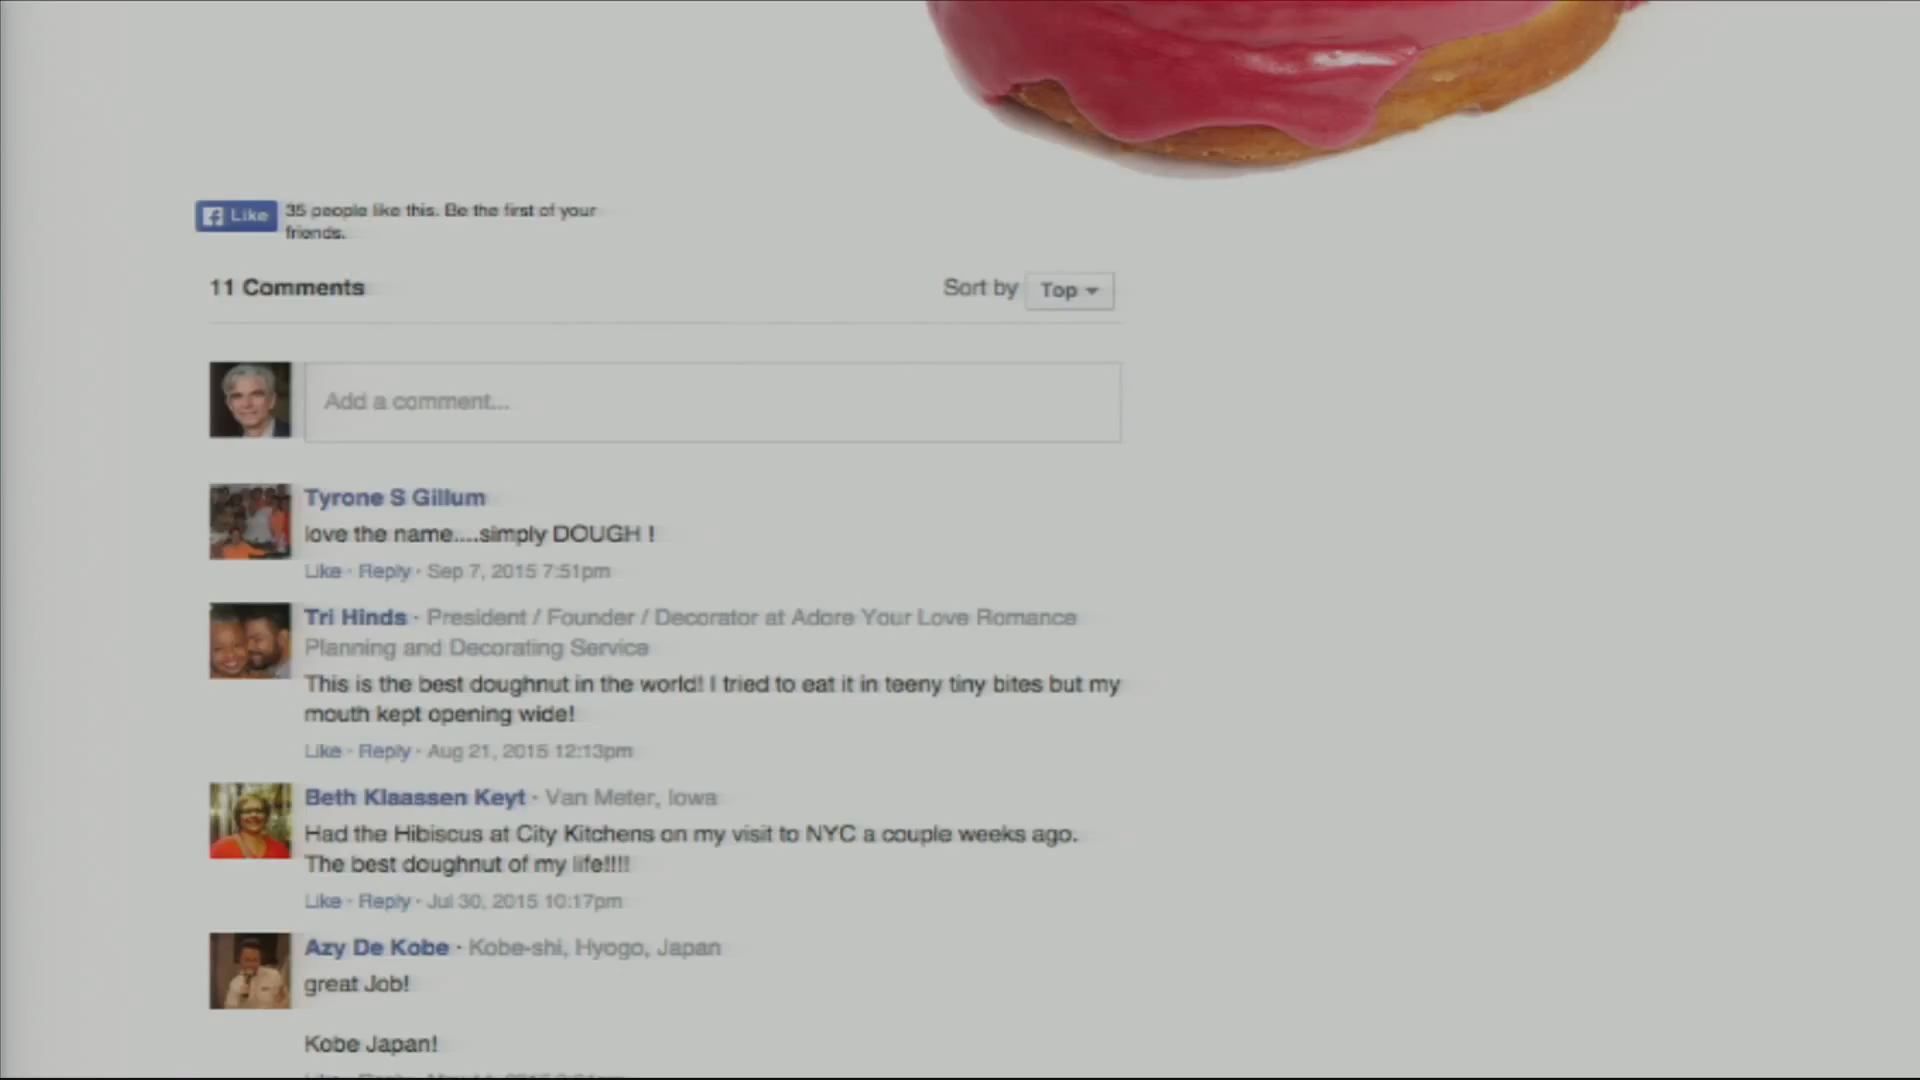 Like
35 people like this. Be the first of your
friends.
11 Comments
Sort by Top
Add a comment...
Tyrone S Gillum
love the name....simply DOUGH !
Like · Reply · Sep 7, 2015 7:51pm
Tri Hinds · President / Founder / Decorator at Adore Your Love Romance
Planning and Decorating Service
This is the best doughnut in the world! I tried to eat it in teeny tiny bites but my
mouth kept opening wide!
Like · Reply · Aug 21, 2015 12:13pm
Beth Klaassen Keyt · Van Meter, Iowa
Had the Hibiscus at City Kitchens on my visit to NYC a couple weeks ago.
The best doughnut of my life!!!!
Like · Reply · Jul 30, 2015 10:17pm
Azy De Kobe · Kobe-shi, Hyogo, Japan
great Job!
Kobe Japan!